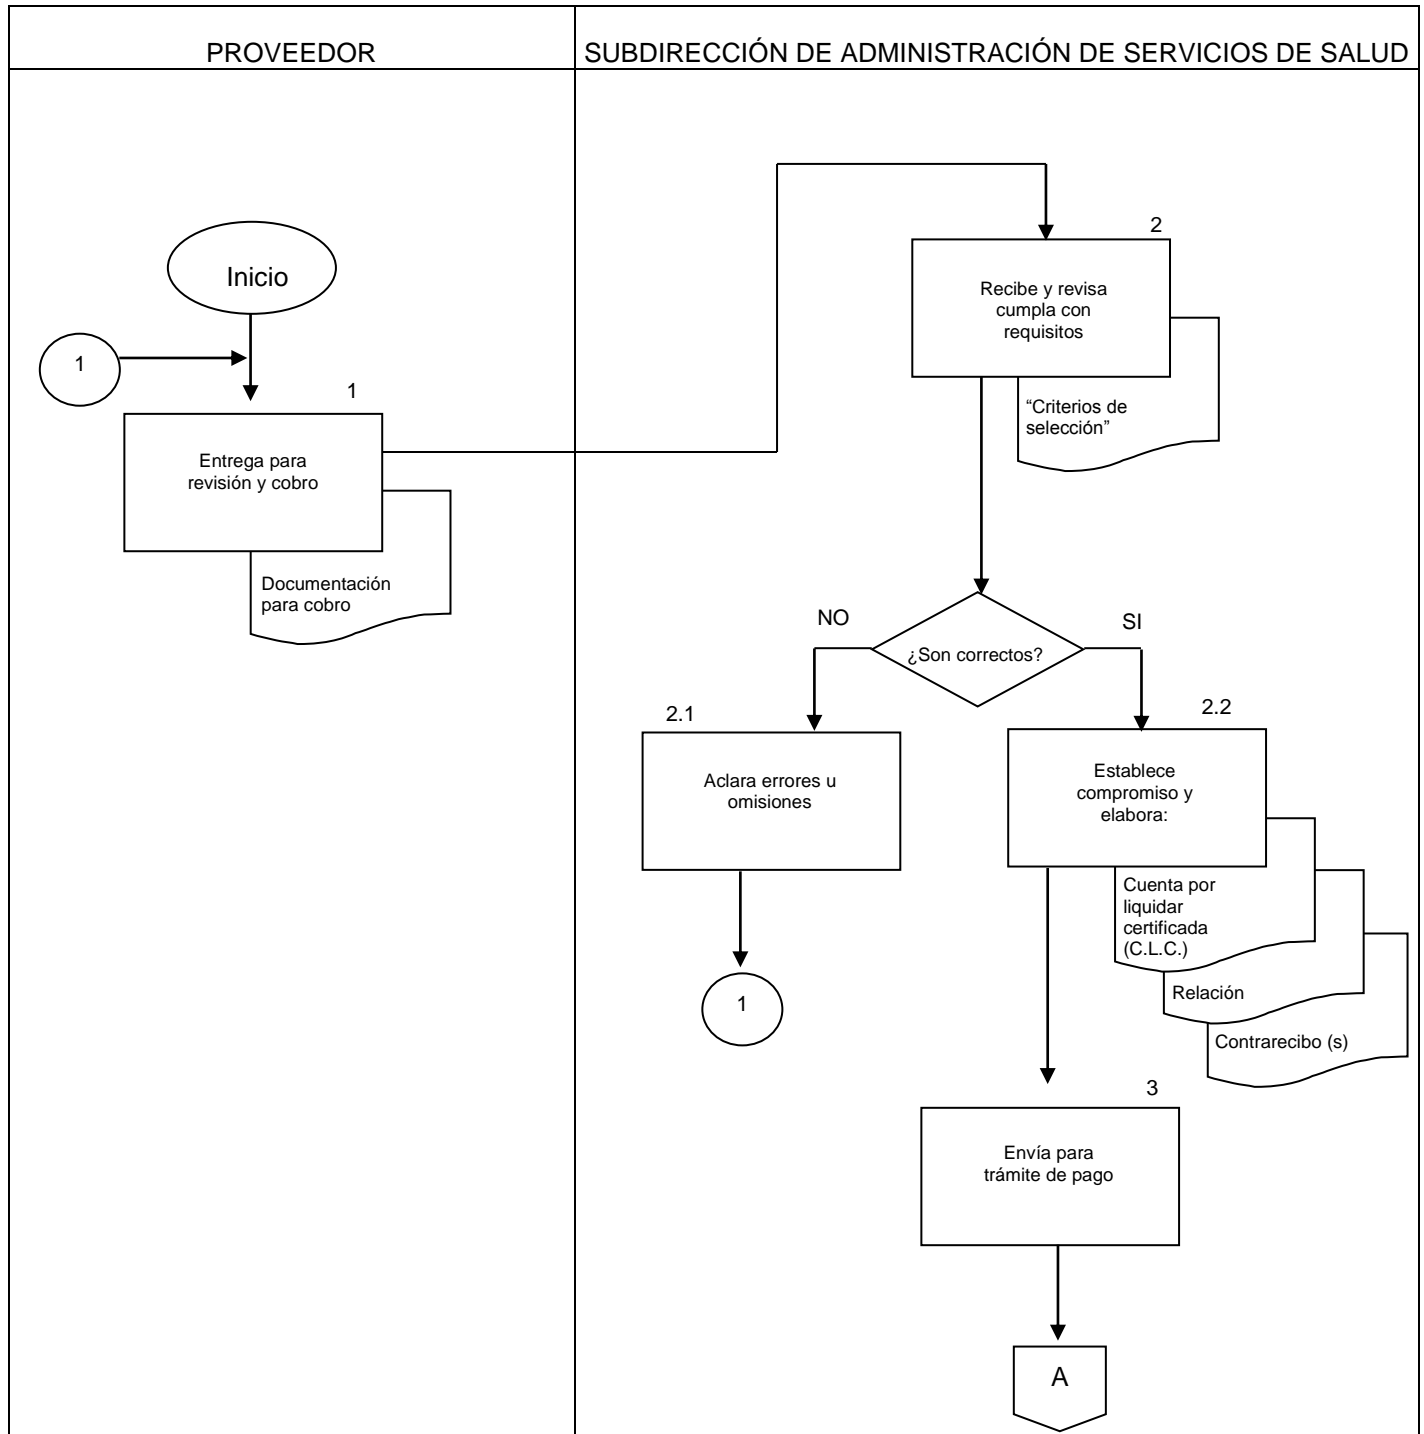 PROVEEDOR
SUBDIRECCIÓN DE ADMINISTRACIÓN DE SERVICIOS DE SALUD
Inicio
1
1
Entrega para
revisión y cobro
Documentación
para cobro
2
Recibe y revisa
cumpla con
requisitos
“Criterios de
selección”
¿Son correctos?
NO
SI
2.1
Aclara errores u
omisiones
1
2.2
Establece
compromiso y
elabora:
Cuenta por
liquidar
certificada
(C.L.C.)
Relación
Contrarecibo (s)
3
Envía para
trámite de pago
A